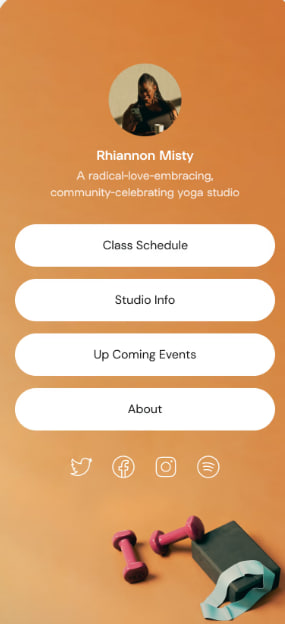 Rhiannon Misty
A radical-love-embracing,
community-celebrating yoga studio
Class Schedule
Studio Info
Up Coming Events
About